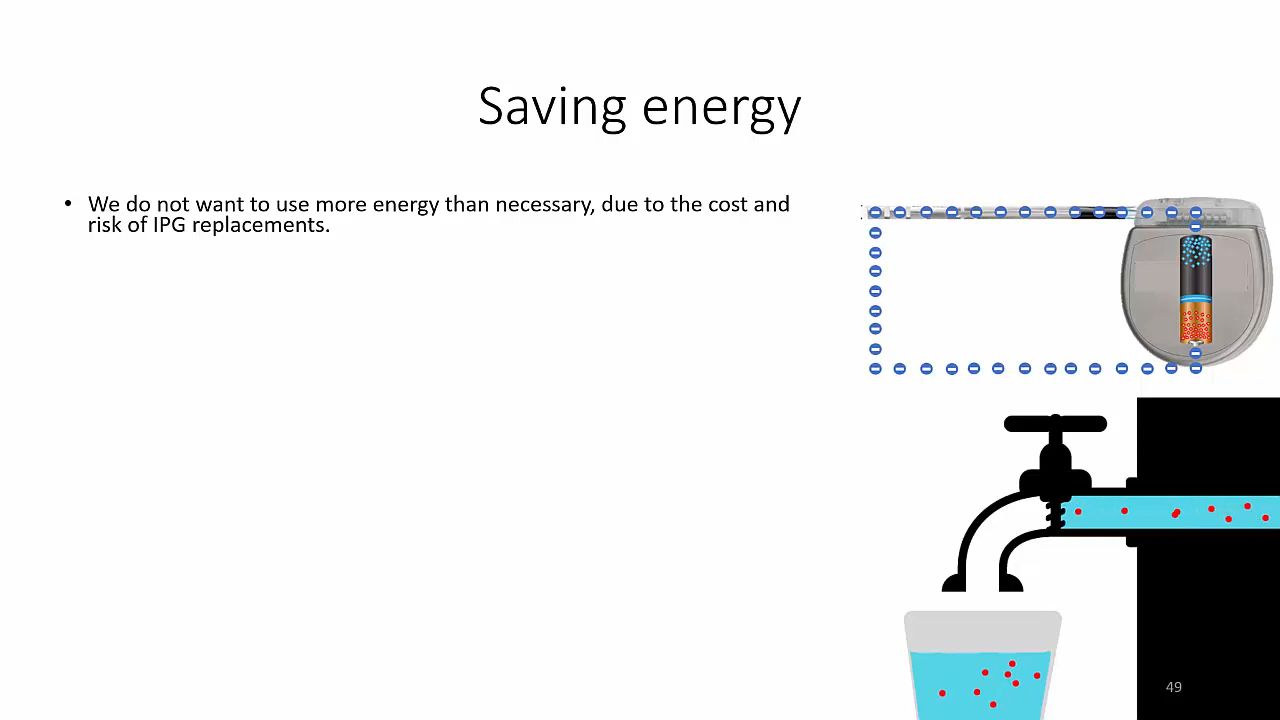 Saving energy
• We do not want to use more energy than necessary, due to the cost and
risk of IPG replacements.
49